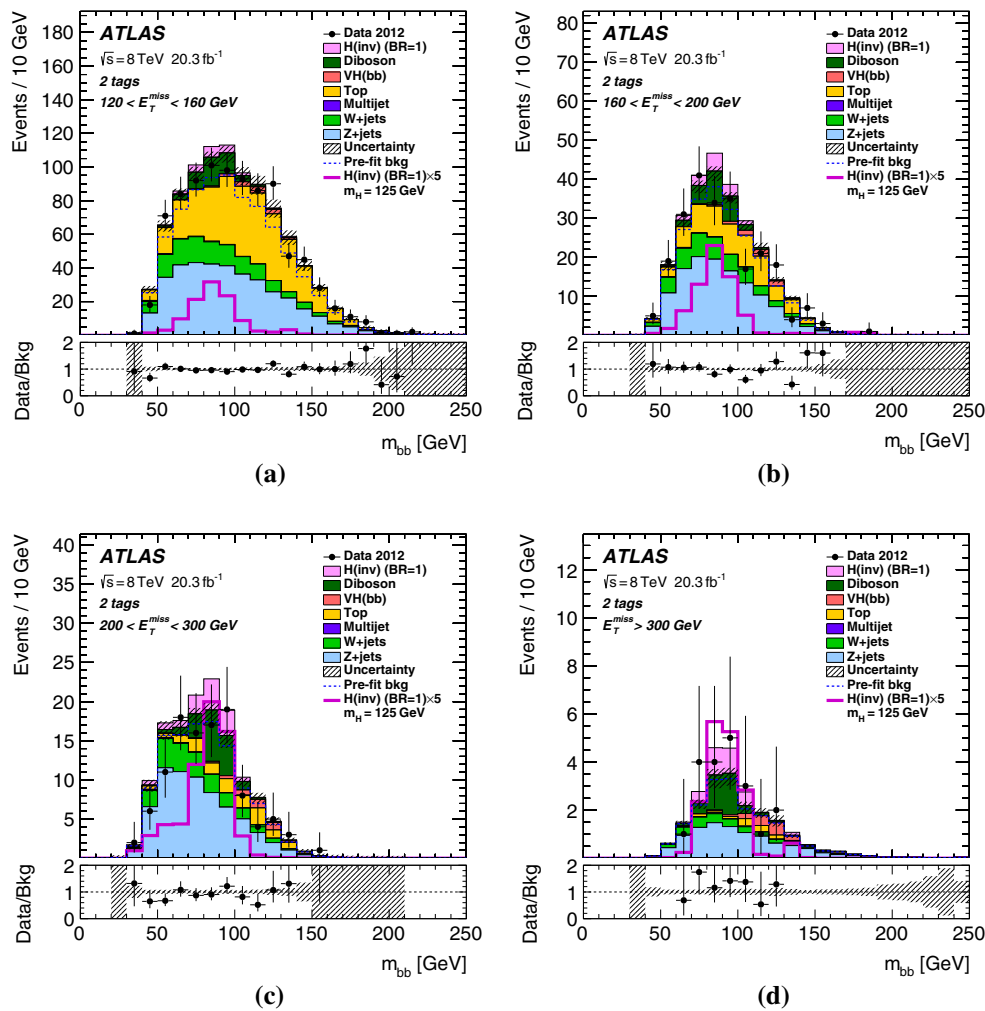 ATLAS
√s = 8 TeV 20.3 fb⁻¹
2 tags
120 < E_T^miss < 160 GeV
Data 2012
H(inv) (BR=1)
Diboson
VH(bb)
Top
Multijet
W+jets
Z+jets
Uncertainty
Pre-fit bkg
H(inv) (BR=1)×5
m_H = 125 GeV
Events / 10 GeV
180
160
140
120
100
80
60
40
20
Data/Bkg
2
1
0
0 50 100 150 200 250
m_bb [GeV]
(a)
ATLAS
√s = 8 TeV 20.3 fb⁻¹
2 tags
160 < E_T^miss < 200 GeV
Data 2012
H(inv) (BR=1)
Diboson
VH(bb)
Top
Multijet
W+jets
Z+jets
Uncertainty
Pre-fit bkg
H(inv) (BR=1)×5
m_H = 125 GeV
Events / 10 GeV
80
70
60
50
40
30
20
10
Data/Bkg
2
1
0
0 50 100 150 200 250
m_bb [GeV]
(b)
ATLAS
√s = 8 TeV 20.3 fb⁻¹
2 tags
200 < E_T^miss < 300 GeV
Data 2012
H(inv) (BR=1)
Diboson
VH(bb)
Top
Multijet
W+jets
Z+jets
Uncertainty
Pre-fit bkg
H(inv) (BR=1)×5
m_H = 125 GeV
Events / 10 GeV
40
35
30
25
20
15
10
5
Data/Bkg
2
1
0
0 50 100 150 200 250
m_bb [GeV]
(c)
ATLAS
√s = 8 TeV 20.3 fb⁻¹
2 tags
E_T^miss > 300 GeV
Data 2012
H(inv) (BR=1)
Diboson
VH(bb)
Top
Multijet
W+jets
Z+jets
Uncertainty
Pre-fit bkg
H(inv) (BR=1)×5
m_H = 125 GeV
Events / 10 GeV
12
10
8
6
4
2
Data/Bkg
2
1
0
0 50 100 150 200 250
m_bb [GeV]
(d)